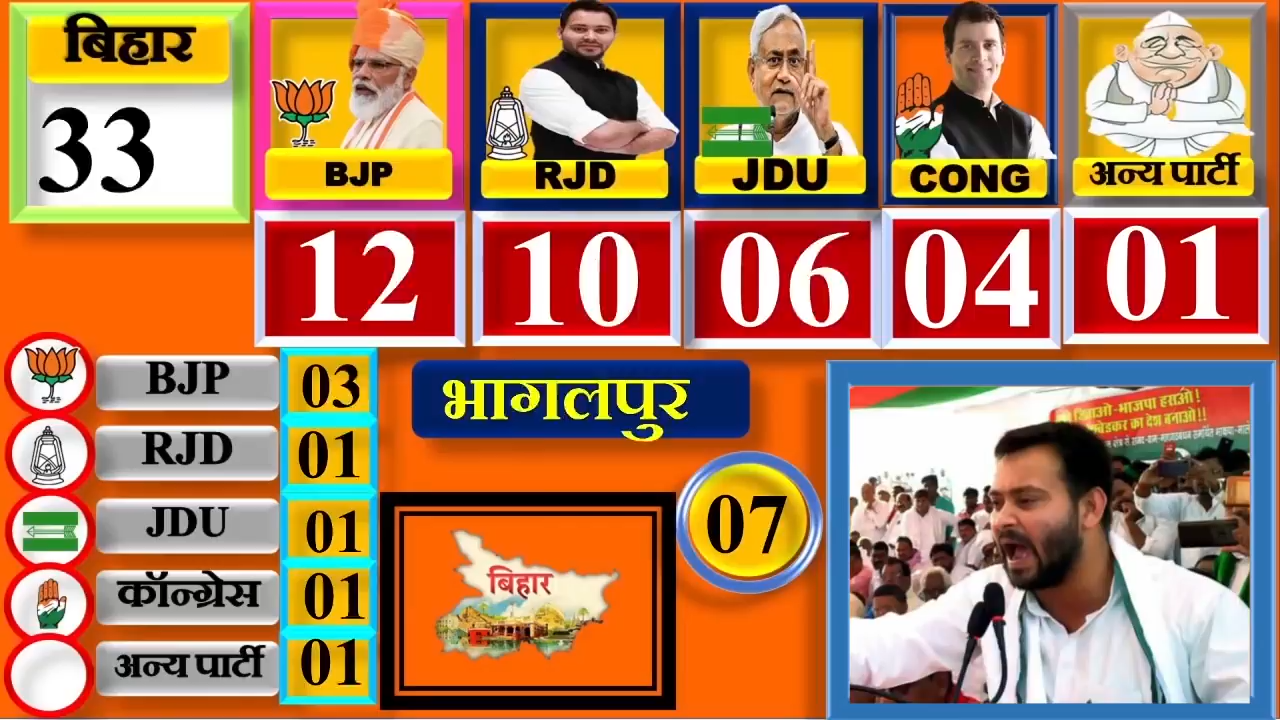 बिहार
33
BJP
RJD
JDU
CONG
अन्य पार्टी
12
10
06
04
01
BJP
03
RJD
01
JDU
01
कॉन्ग्रेस
01
अन्य पार्टी
01
भागलपुर
07
बिहार
भाजपा हराओ!
का देश बनाओ!!